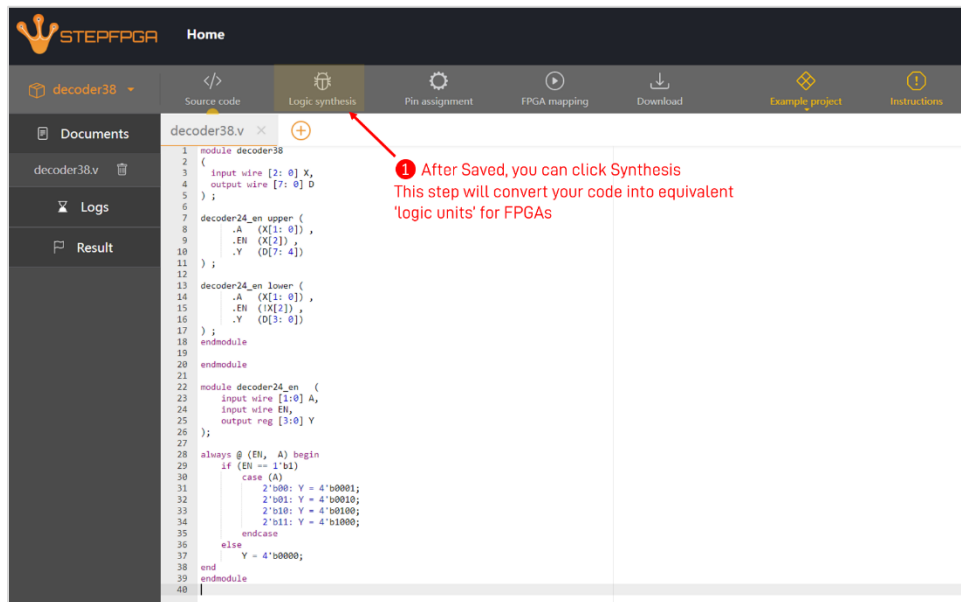 STEPFPGA
Home
decoder38
</>
Source code
Logic synthesis
Pin assignment
FPGA mapping
Download
Example project
Instructions
Documents
decoder38.v
Logs
Result
decoder38.v × +
1 module decoder38
2 (
3 input wire [2: 0] X,
4 output wire [7: 0] D
5 ) ;
6
7 decoder24_en upper (
8 .A (X[1: 0]) ,
9 .EN (X[2]) ,
10 .Y (D[7: 4])
11 ) ;
12
13 decoder24_en lower (
14 .A (X[1: 0]) ,
15 .EN (!X[2]) ,
16 .Y (D[3: 0])
17 ) ;
18 endmodule
19
20 endmodule
21
22 module decoder24_en (
23 input wire [1:0] A,
24 input wire EN,
25 output reg [3:0] Y
26 );
27
28 always @ (EN, A) begin
29 if (EN == 1'b1)
30 case (A)
31 2'b00: Y = 4'b0001;
32 2'b01: Y = 4'b0010;
33 2'b10: Y = 4'b0100;
34 2'b11: Y = 4'b1000;
35 endcase
36 else
37 Y = 4'b0000;
38 end
39 endmodule
40
1 After Saved, you can click Synthesis
This step will convert your code into equivalent
'logic units' for FPGAs